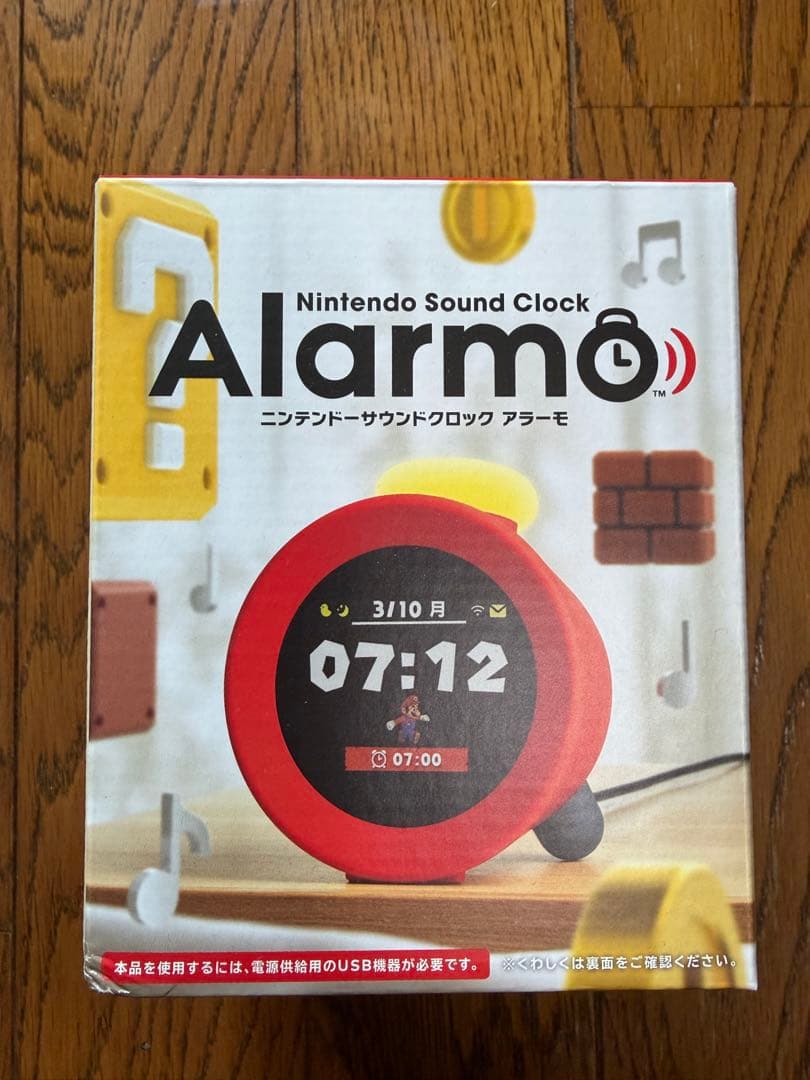 Nintendo Sound Clock
Alarmo™
ニンテンドーサウンドクロック アラーモ
3/10 月
07:12
07:00
本品を使用するには、電源供給用のUSB機器が必要です。 ※くわしくは裏面をご確認ください。